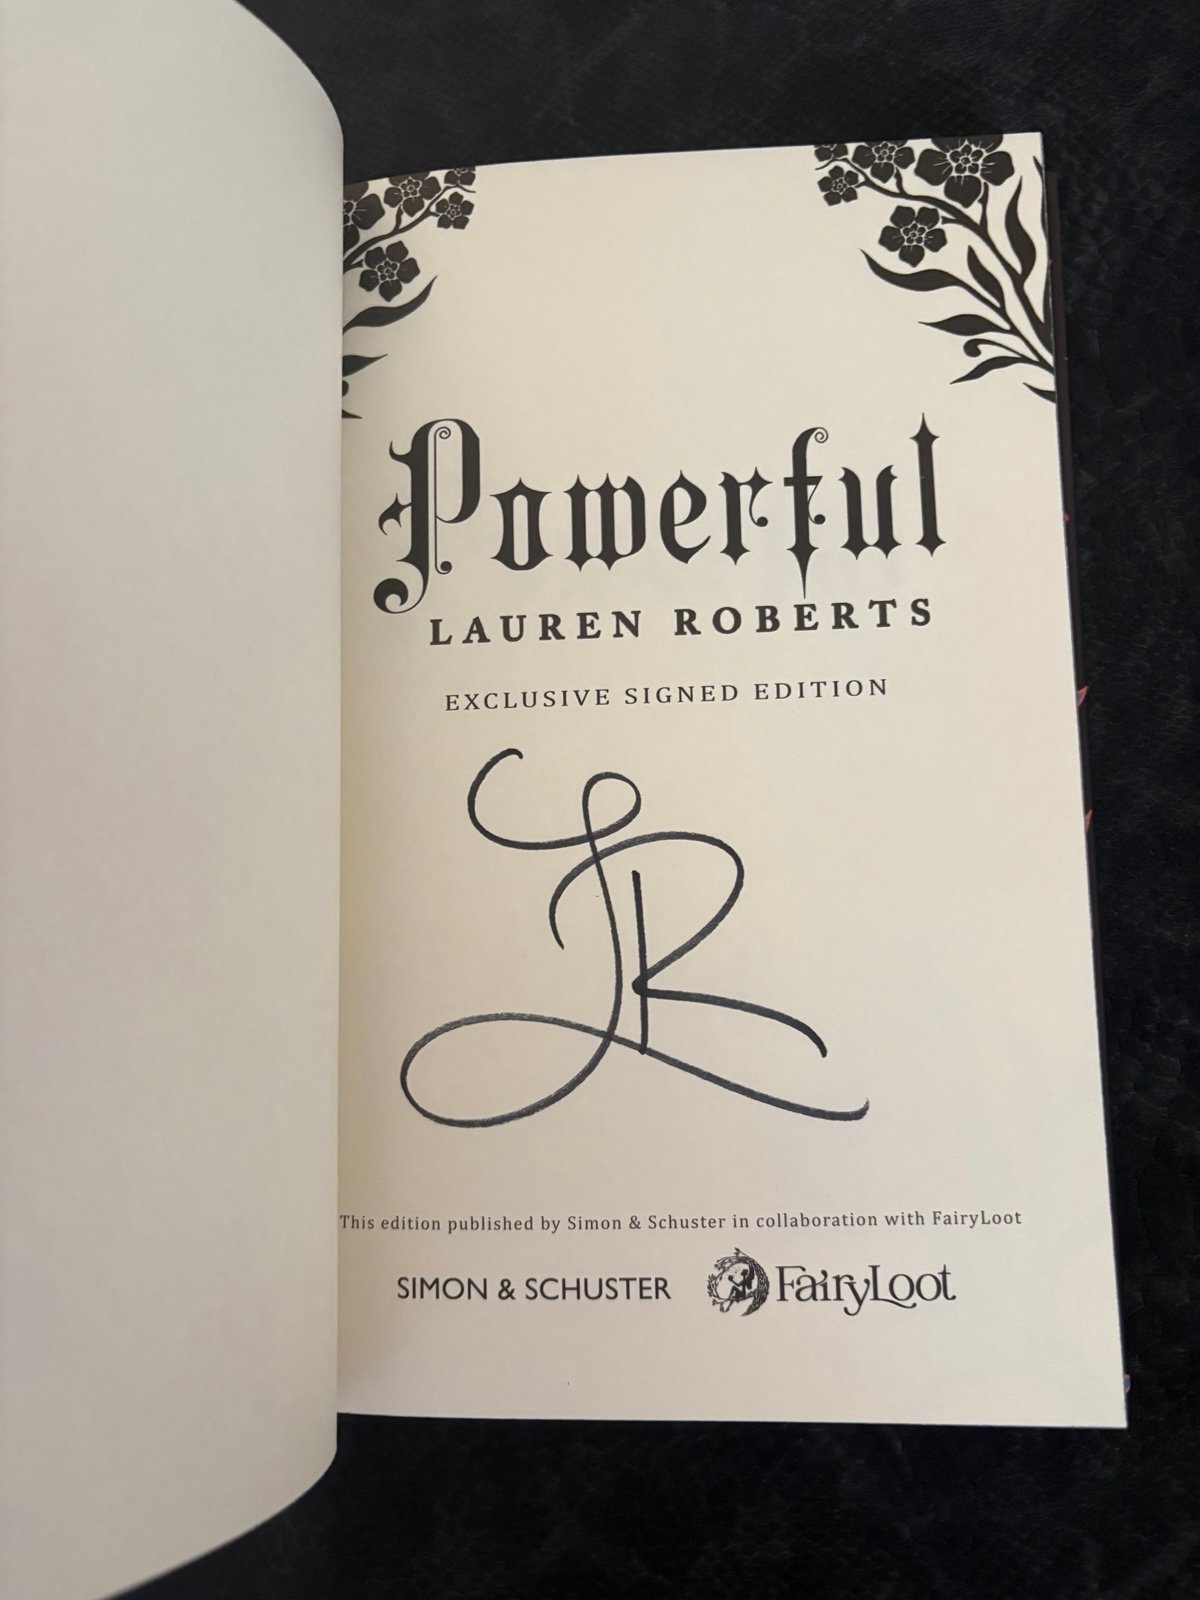 Powerful
LAUREN ROBERTS
EXCLUSIVE SIGNED EDITION
LR
This edition published by Simon & Schuster in collaboration with FairyLoot
SIMON & SCHUSTER FairyLoot